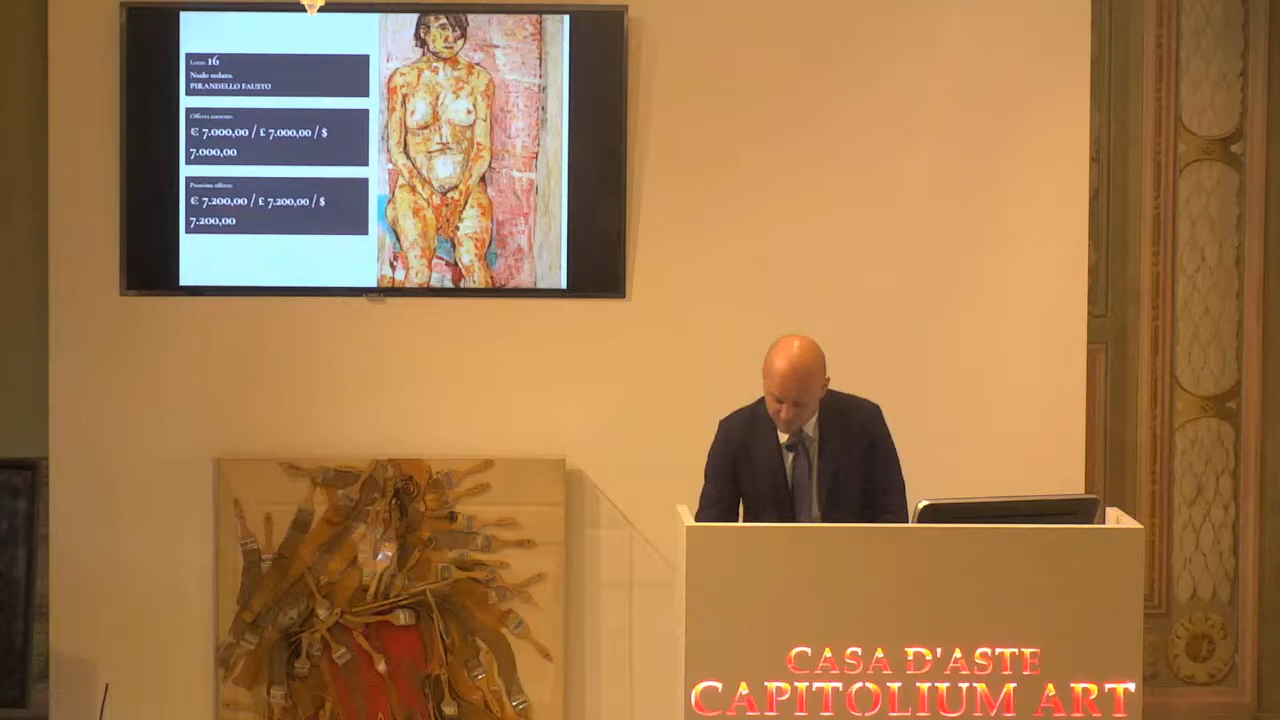 Lotto: 16
Nudo seduto.
PIRANDELLO FAUSTO
Offerta corrente:
€ 7.000,00 / £ 7.000,00 / $
7.000,00
Prossima offerta:
€ 7.200,00 / £ 7.200,00 / $
7.200,00
CASA D'ASTE
CAPITOLIUM ART